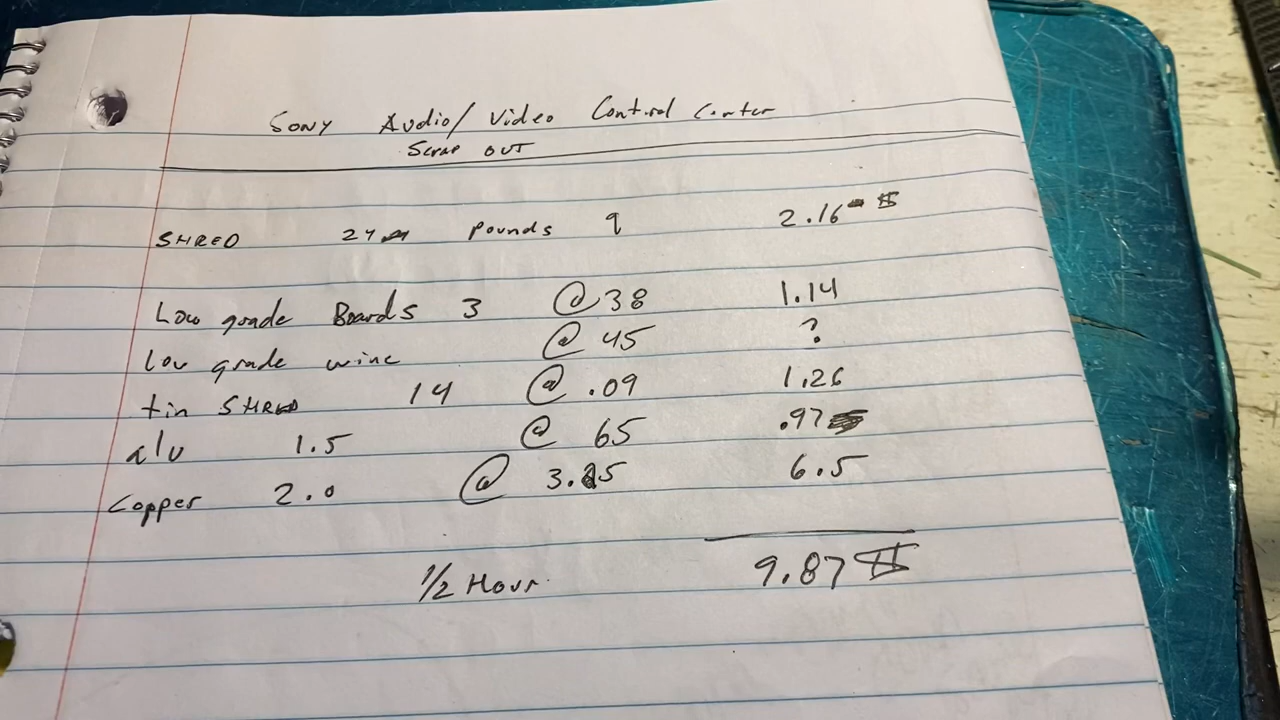 SONY Audio/Video Control Center
Scrap OUT
SHRED 24 Pounds 9 2.16 $
Low grade Boards 3 @ 38 1.14
low grade wire @ 45 ?
tin SHRED 14 @ .09 1.26
alu 1.5 @ 65 .97
Copper 2.0 @ 3.25 6.5
1/2 Hour 9.87 $